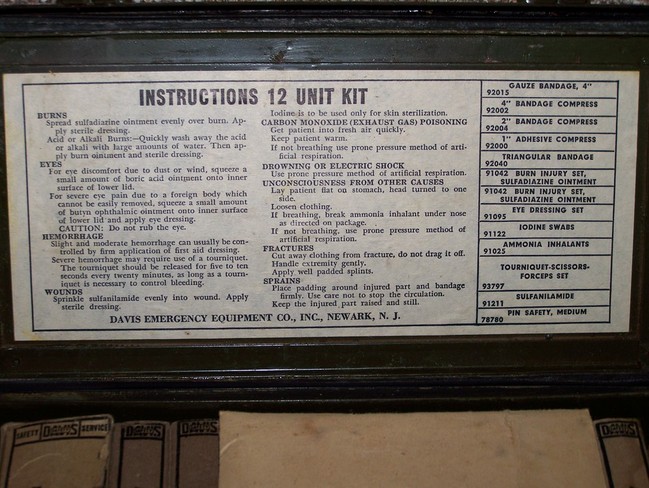 INSTRUCTIONS 12 UNIT KIT
BURNS
Spread sulfadiazine ointment evenly over burn. Ap-
ply sterile dressing.
Acid or Alkali Burns:—Quickly wash away the acid
or alkali with large amounts of water. Then ap-
ply burn ointment and sterile dressing.
EYES
For eye discomfort due to dust or wind, squeeze a
small amount of boric acid ointment onto inner
surface of lower lid.
For severe eye pain due to a foreign body which
cannot be easily removed, squeeze a small amount
of butyn ophthalmic ointment onto inner surface
of lower lid and apply eye dressing.
CAUTION: Do not rub the eye.
HEMORRHAGE
Slight and moderate hemorrhage can usually be con-
trolled by firm application of first aid dressing.
Severe hemorrhage may require use of a tourniquet.
The tourniquet should be released for five to ten
seconds every twenty minutes, as long as a tourn-
iquet is necessary to control bleeding.
WOUNDS
Sprinkle sulfanilamide evenly into wound. Apply
sterile dressing.
Iodine is to be used only for skin sterilization.
CARBON MONOXIDE (EXHAUST GAS) POISONING
Get patient into fresh air quickly.
Keep patient warm.
If not breathing use prone pressure method of arti-
ficial respiration.
DROWNING OR ELECTRIC SHOCK
Use prone pressure method of artificial respiration.
UNCONSCIOUSNESS FROM OTHER CAUSES
Lay patient flat on stomach, head turned to one
side.
Loosen clothing.
If breathing, break ammonia inhalant under nose
as directed on package.
If not breathing, use prone pressure method of
artificial respiration.
FRACTURES
Cut away clothing from fracture, do not drag it off.
Handle extremity gently.
Apply well padded splints.
SPRAINS
Place padding around injured part and bandage
firmly. Use care not to stop the circulation.
Keep the injured part raised and still.
DAVIS EMERGENCY EQUIPMENT CO., INC., NEWARK, N. J.
GAUZE BANDAGE, 4"
92015
4" BANDAGE COMPRESS
92002
2" BANDAGE COMPRESS
92004
1" ADHESIVE COMPRESS
92000
TRIANGULAR BANDAGE
92040
91042 BURN INJURY SET,
SULFADIAZINE OINTMENT
91042 BURN INJURY SET,
SULFADIAZINE OINTMENT
EYE DRESSING SET
91095
IODINE SWABS
91122
AMMONIA INHALANTS
91025
TOURNIQUET-SCISSORS-
FORCEPS SET
93797
SULFANILAMIDE
91211
PIN SAFETY, MEDIUM
78780
SAFETY DAVIS SERVICE
DAVIS
DAVIS
DAVIS